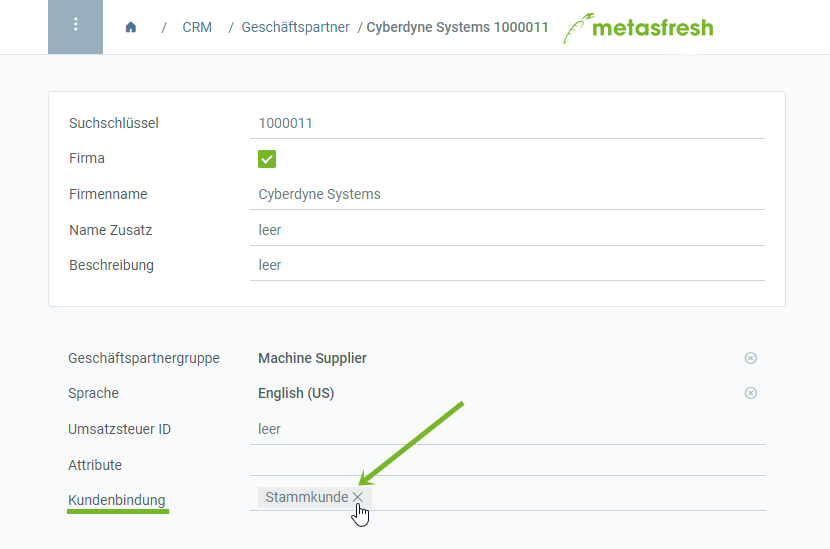 / CRM / Geschäftspartner / Cyberdyne Systems 1000011 metasfresh
Suchschlüssel 1000011
Firma
Firmenname Cyberdyne Systems
Name Zusatz leer
Beschreibung leer
Geschäftspartnergruppe Machine Supplier
Sprache English (US)
Umsatzsteuer ID leer
Attribute
Kundenbindung Stammkunde